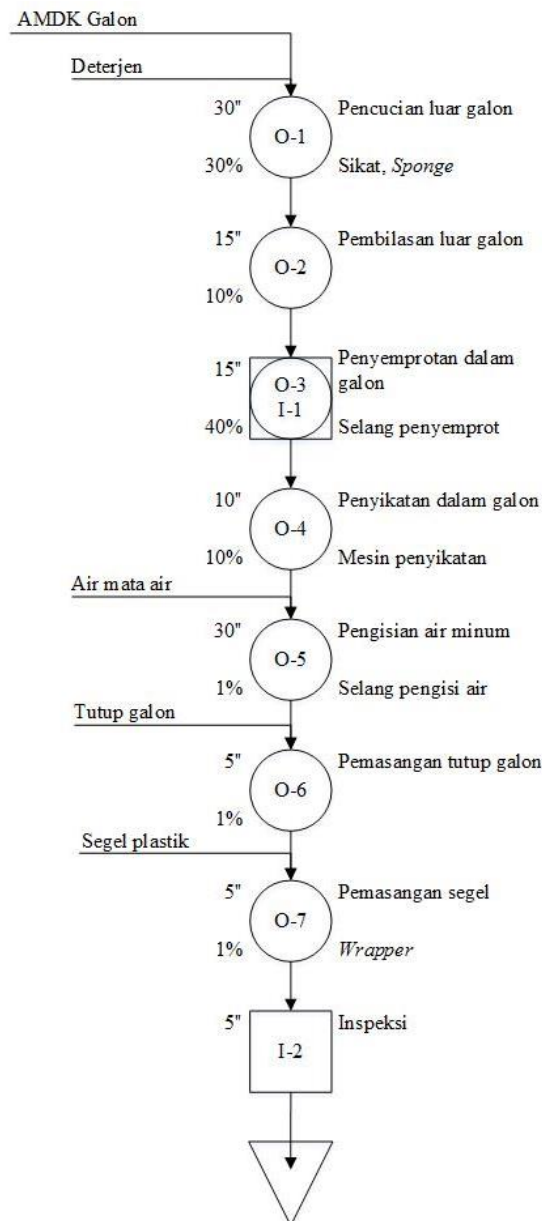 AMDK Galon
Deterjen
30"
Pencucian luar galon
O-1
30%
Sikat, Sponge
15"
Pembilasan luar galon
O-2
10%
15"
Penyemprotan dalam
galon
O-3
I-1
40%
Selang penyemprot
10"
Penyikatan dalam galon
O-4
10%
Mesin penyikatan
Air mata air
30"
Pengisian air minum
O-5
1%
Selang pengisi air
Tutup galon
5"
Pemasangan tutup galon
O-6
1%
Segel plastik
5"
Pemasangan segel
O-7
1%
Wrapper
5"
Inspeksi
I-2